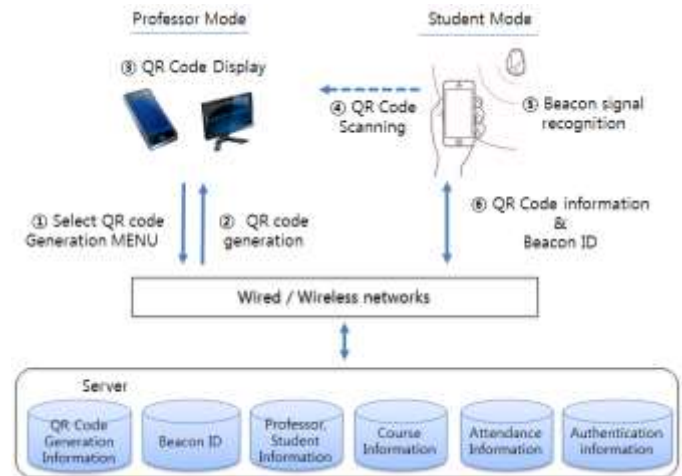 Professor Mode
Student Mode
③ QR Code Display
④ QR Code
Scanning
⑤ Beacon signal
recognition
① Select QR code
Generation MENU
② QR code
generation
⑥ QR Code information
&
Beacon ID
Wired / Wireless networks
Server
QR Code
Generation
Information
Beacon ID
Professor,
Student
Information
Course
Information
Attendance
Information
Authentication
information